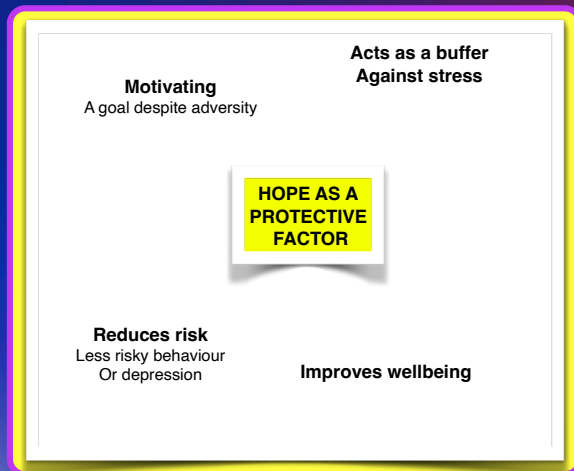 Acts as a buffer
Against stress
Motivating
A goal despite adversity
HOPE AS A
PROTECTIVE
FACTOR
Reduces risk
Less risky behaviour
Or depression
Improves wellbeing